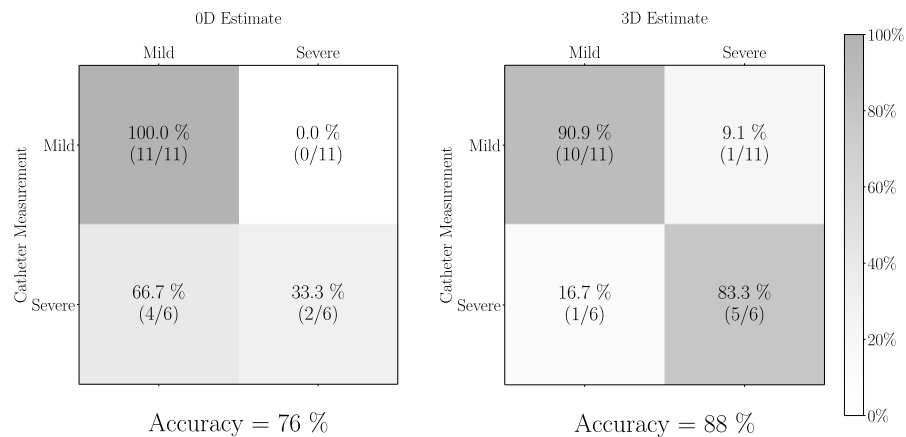 0D Estimate
Mild Severe
Catheter Measurement
Mild
100.0 %
(11/11)
0.0 %
(0/11)
Severe
66.7 %
(4/6)
33.3 %
(2/6)
Accuracy = 76 %
3D Estimate
Mild Severe
Catheter Measurement
Mild
90.9 %
(10/11)
9.1 %
(1/11)
Severe
16.7 %
(1/6)
83.3 %
(5/6)
Accuracy = 88 %
100%
80%
60%
40%
20%
0%